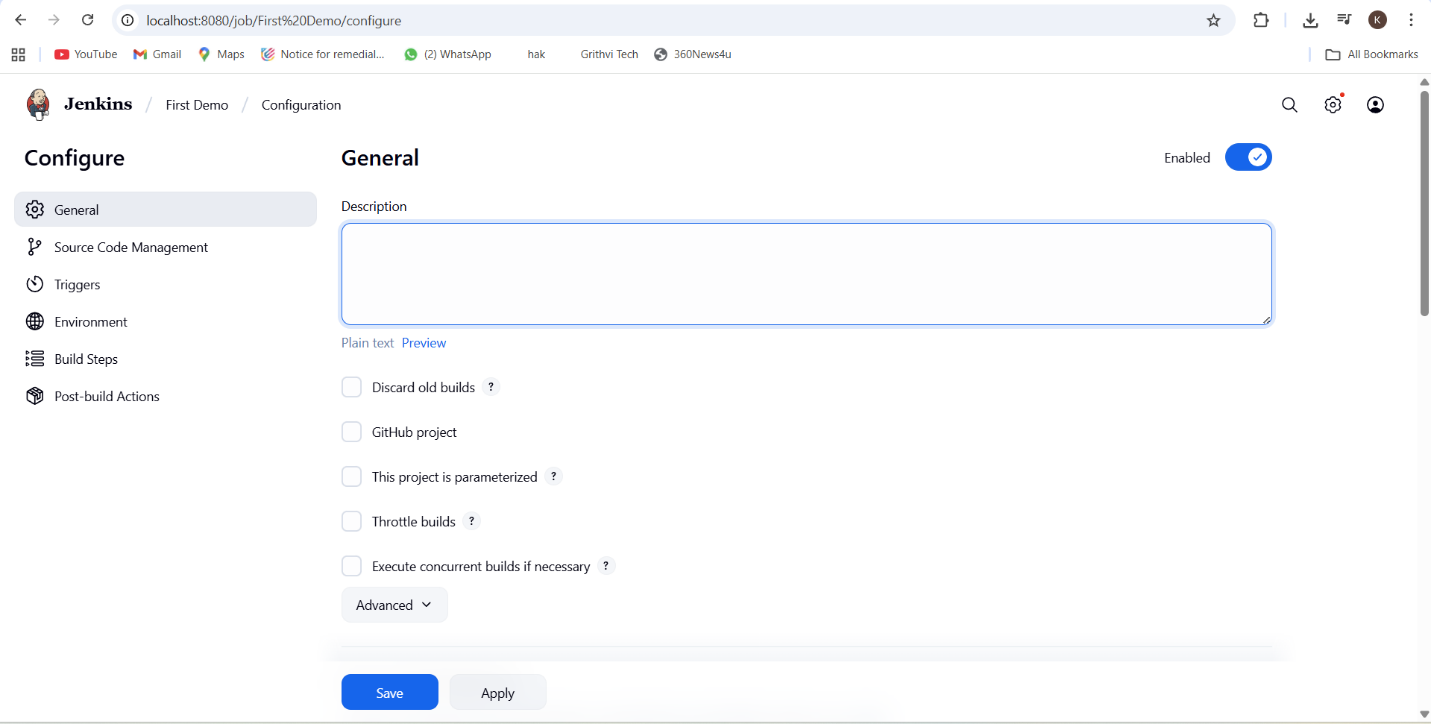 localhost:8080/job/First%20Demo/configure
K
YouTube Gmail Maps Notice for remedial... (2) WhatsApp hak Grithvi Tech 360News4u All Bookmarks
Jenkins / First Demo / Configuration
Configure
General
Source Code Management
Triggers
Environment
Build Steps
Post-build Actions
General
Enabled
Description
Plain text Preview
Discard old builds ?
GitHub project
This project is parameterized ?
Throttle builds ?
Execute concurrent builds if necessary ?
Advanced
Save Apply